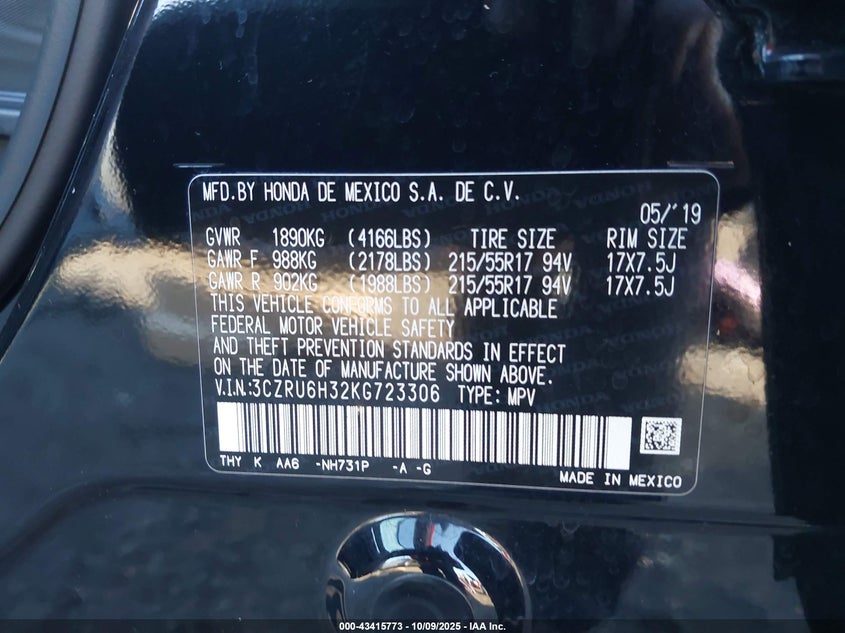 MFD.BY HONDA DE MEXICO S.A. DE C.V.
05/'19
GVWR 1890KG (4166LBS) TIRE SIZE RIM SIZE
GAWR F 988KG (2178LBS) 215/55R17 94V 17X7.5J
GAWR R 902KG (1988LBS) 215/55R17 94V 17X7.5J
THIS VEHICLE CONFORMS TO ALL APPLICABLE
FEDERAL MOTOR VEHICLE SAFETY
AND THEFT PREVENTION STANDARDS IN EFFECT
ON THE DATE OF MANUFACTURE SHOWN ABOVE.
V.I.N:3CZRU6H32KG723306 TYPE: MPV
THY K AA6 -NH731P -A -G
MADE IN MEXICO
000-43415773 - 10/09/2025 - IAA Inc.